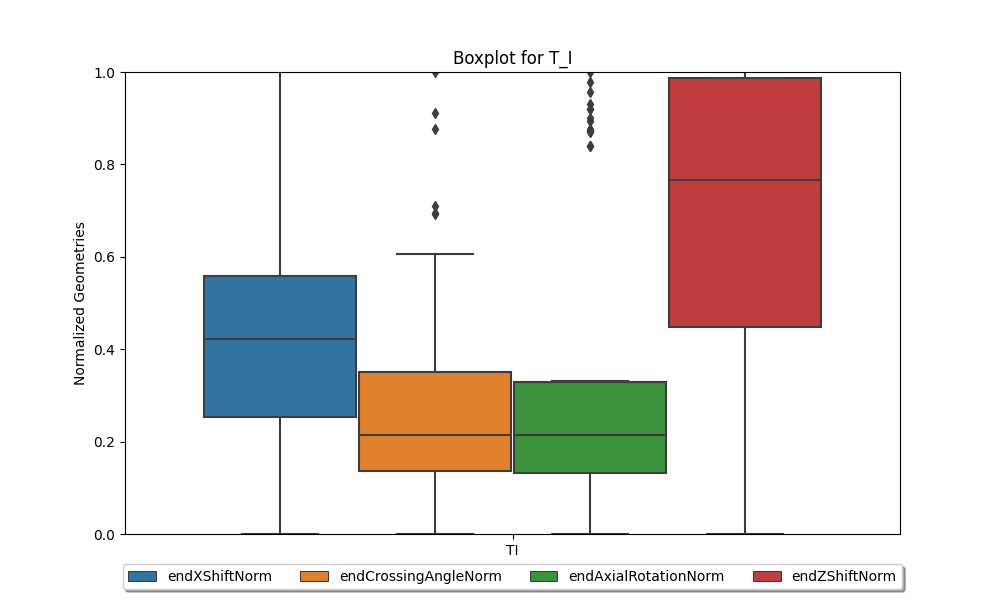 Boxplot for T_I
Normalized Geometries
1.0
0.8
0.6
0.4
0.2
0.0
TI
endXShiftNorm endCrossingAngleNorm endAxialRotationNorm endZShiftNorm